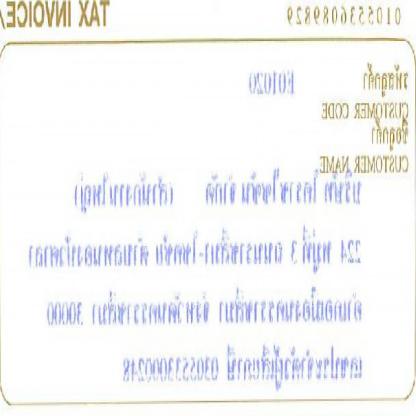 0105536089829 TAX INVOICE/
รหัสลูกค้า E01020
CUSTOMER CODE
ชื่อลูกค้า
CUSTOMER NAME
บริษัท โคราชโชคชัย จำกัด (สำนักงานใหญ่)
224 หมู่ที่ 3 ถนนราชสีมา-โชคชัย ตำบลหนองบัวศาลา
อำเภอเมืองนครราชสีมา จังหวัดนครราชสีมา 30000
เลขประจำตัวผู้เสียภาษี 0305533000248